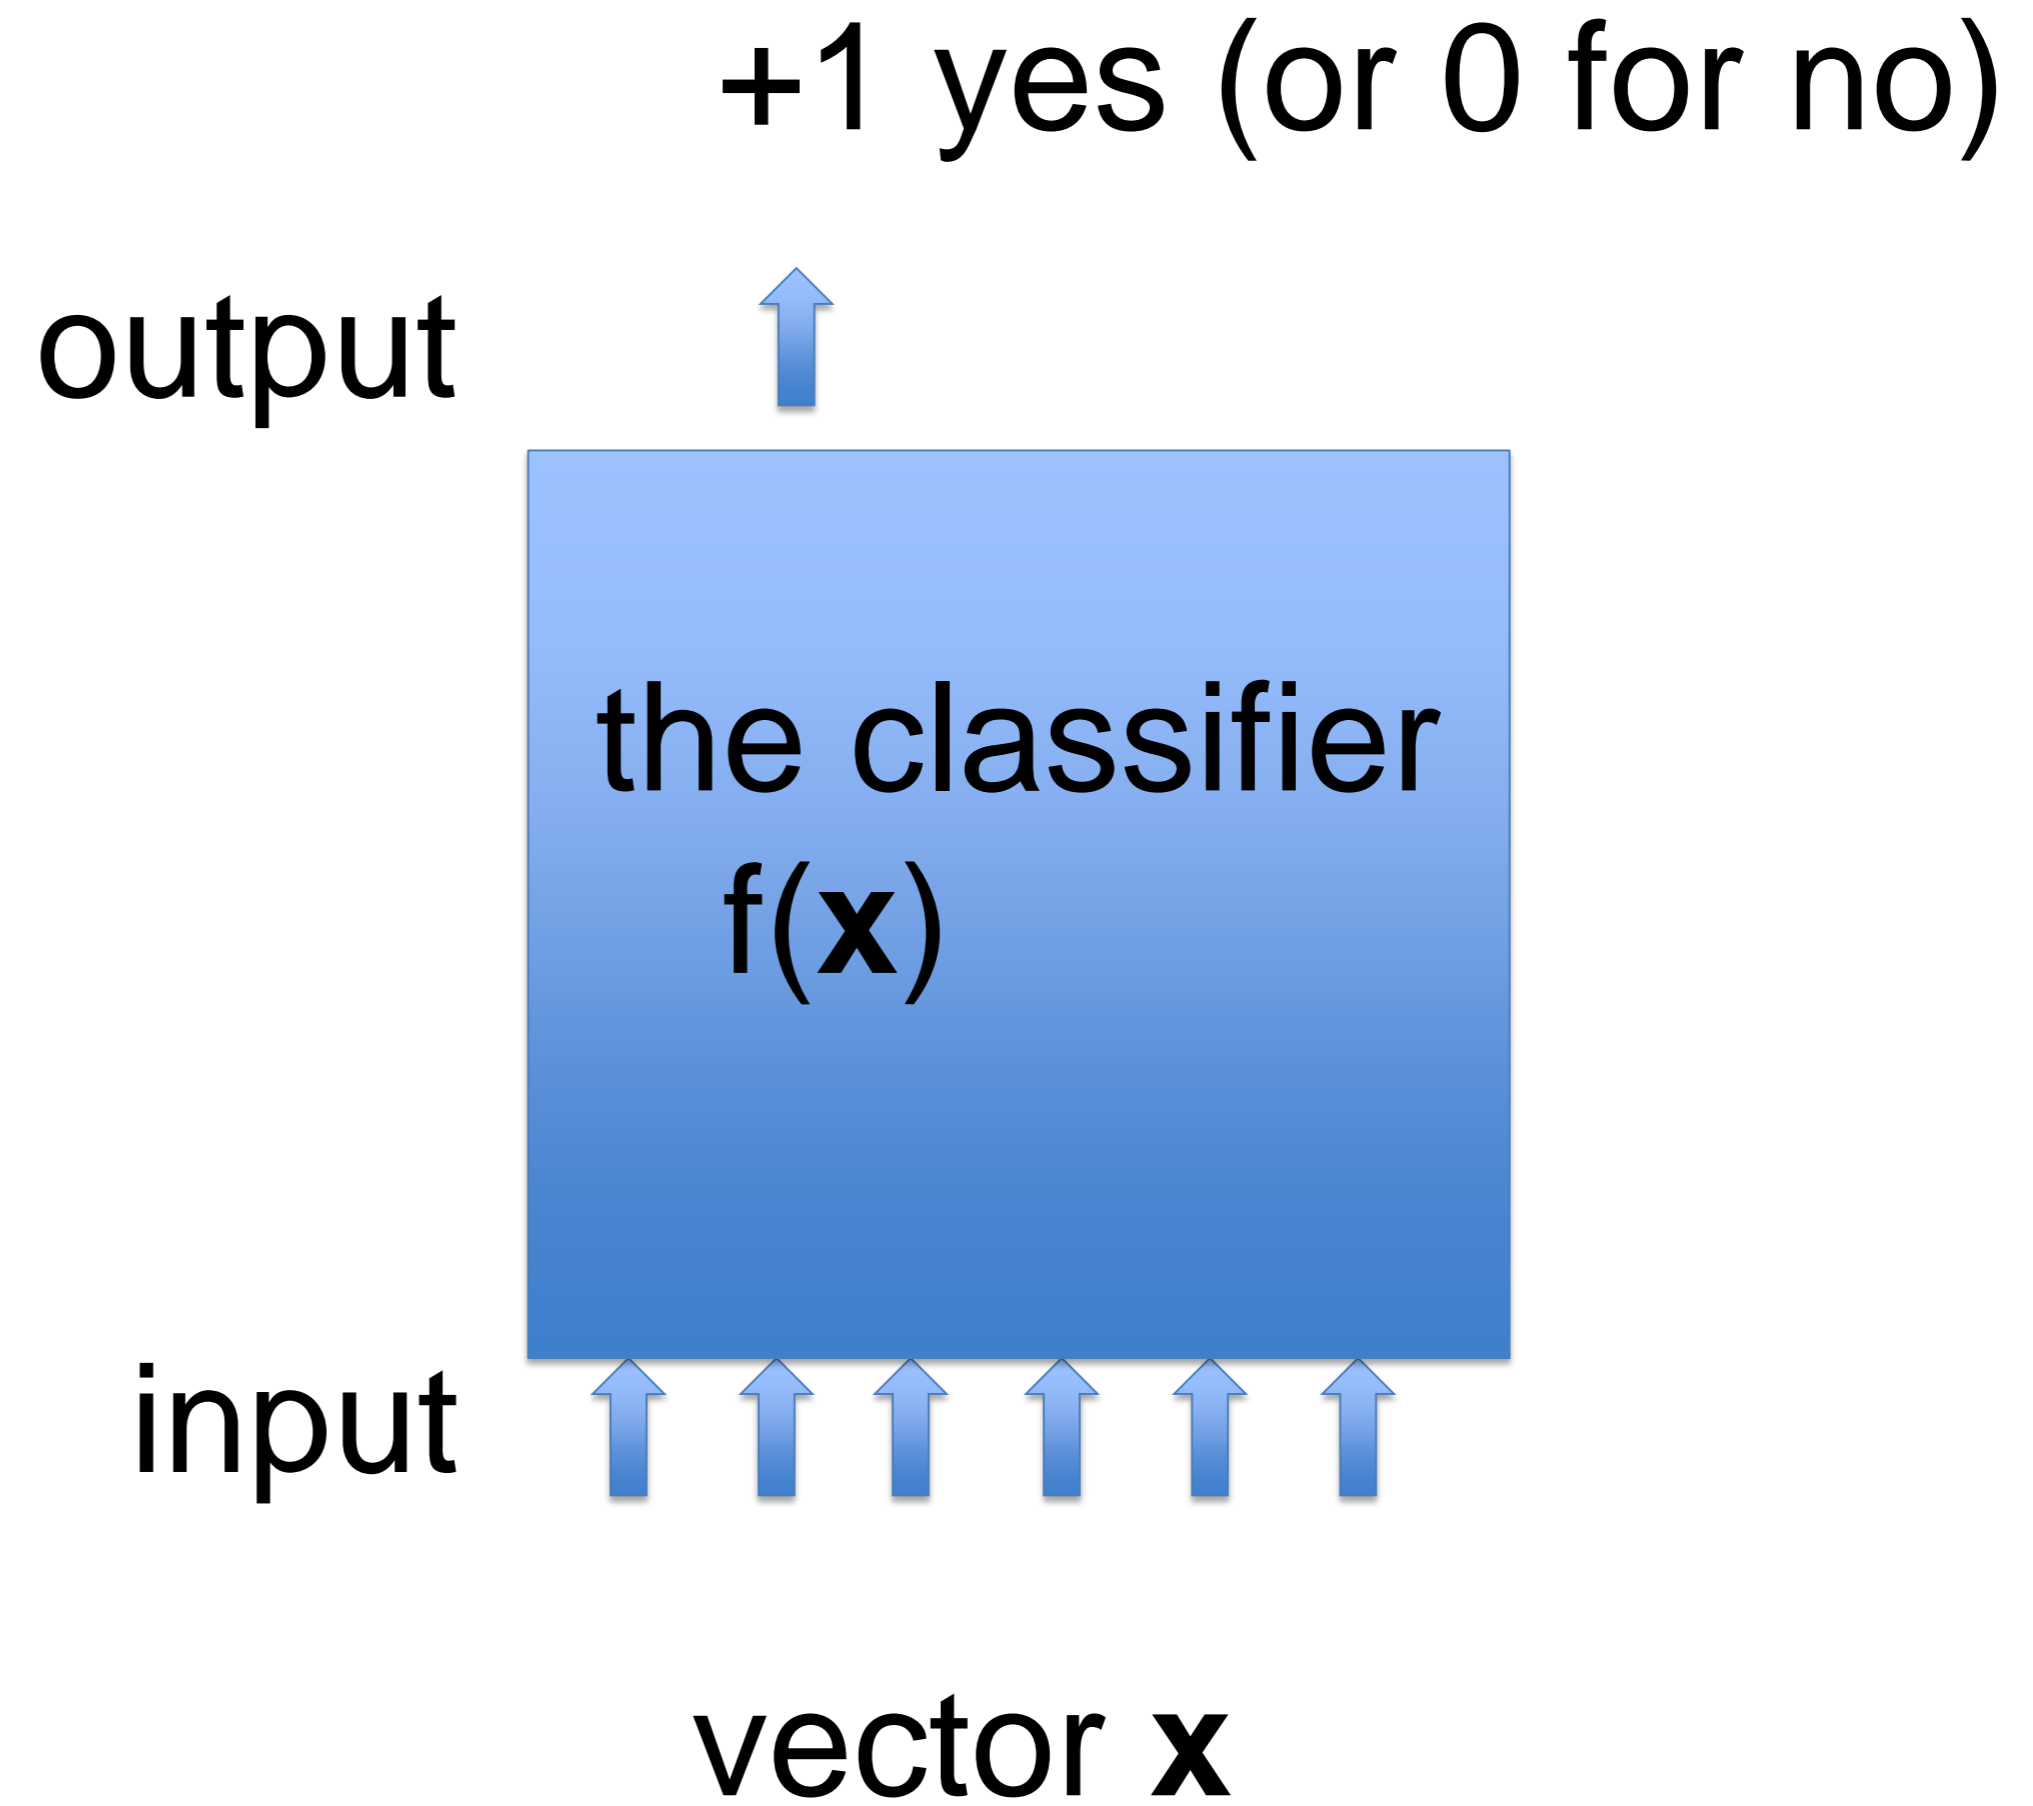 +1 yes (or 0 for no)
output
the classifier
f(x)
input
vector x